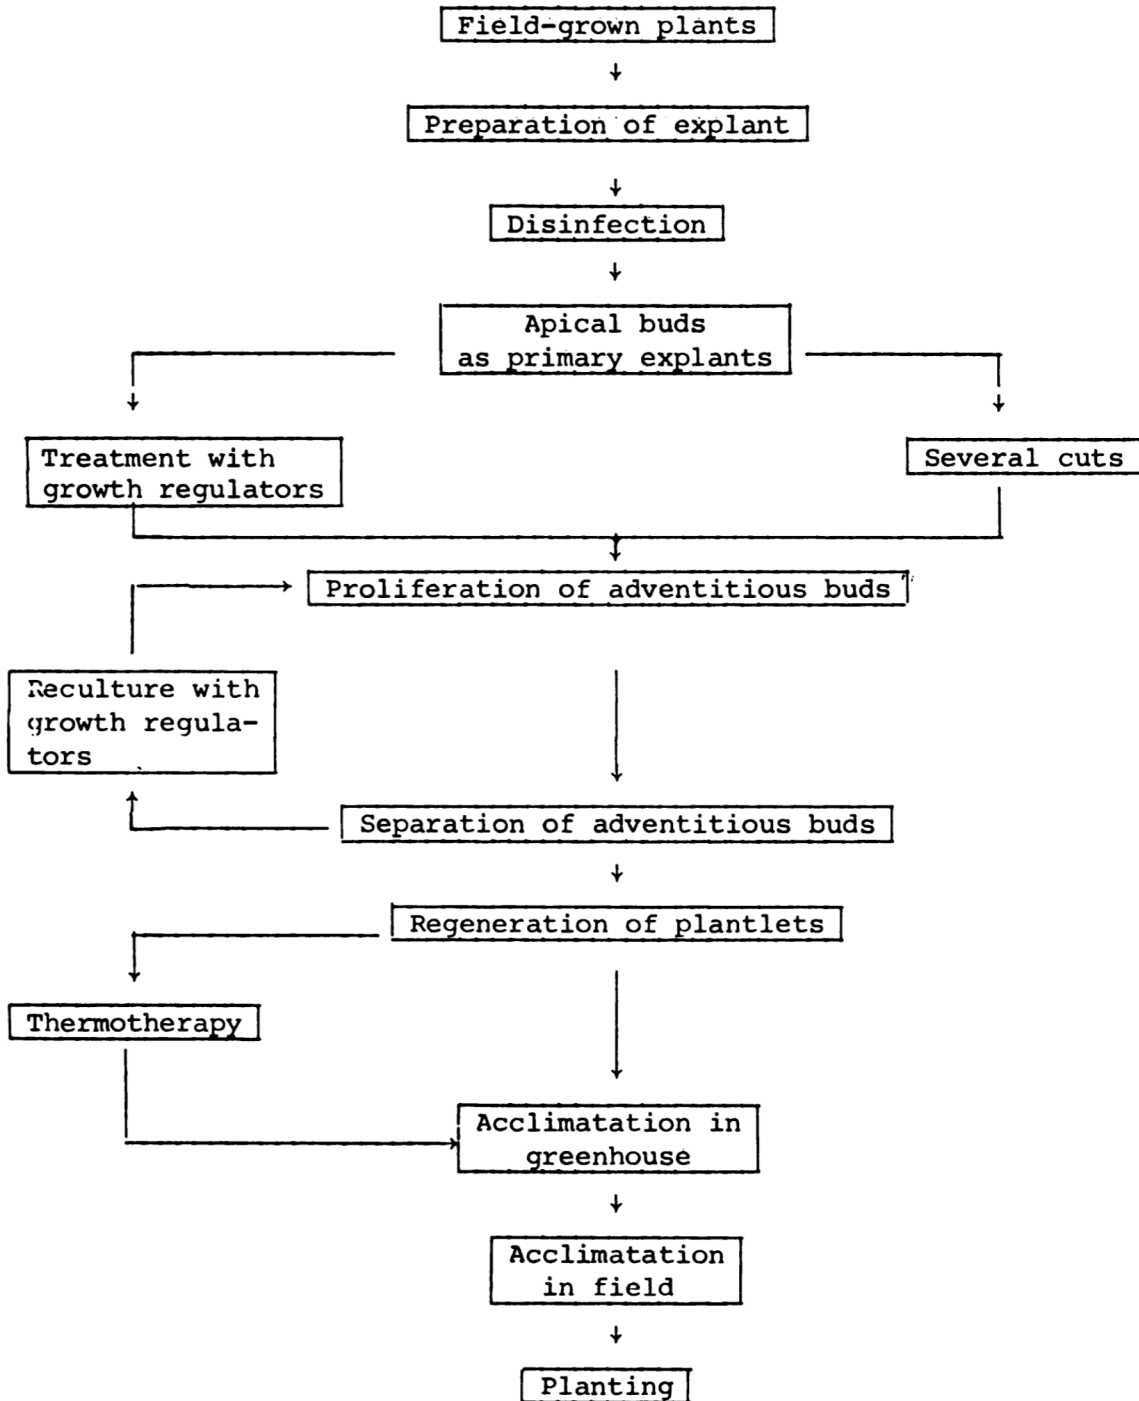 Field-grown plants
Preparation of explant
Disinfection
Apical buds
as primary explants
Treatment with
growth regulators
Several cuts
Proliferation of adventitious buds
Reculture with
growth regula-
tors
Separation of adventitious buds
Regeneration of plantlets
Thermotherapy
Acclimatation in
greenhouse
Acclimatation
in field
Planting